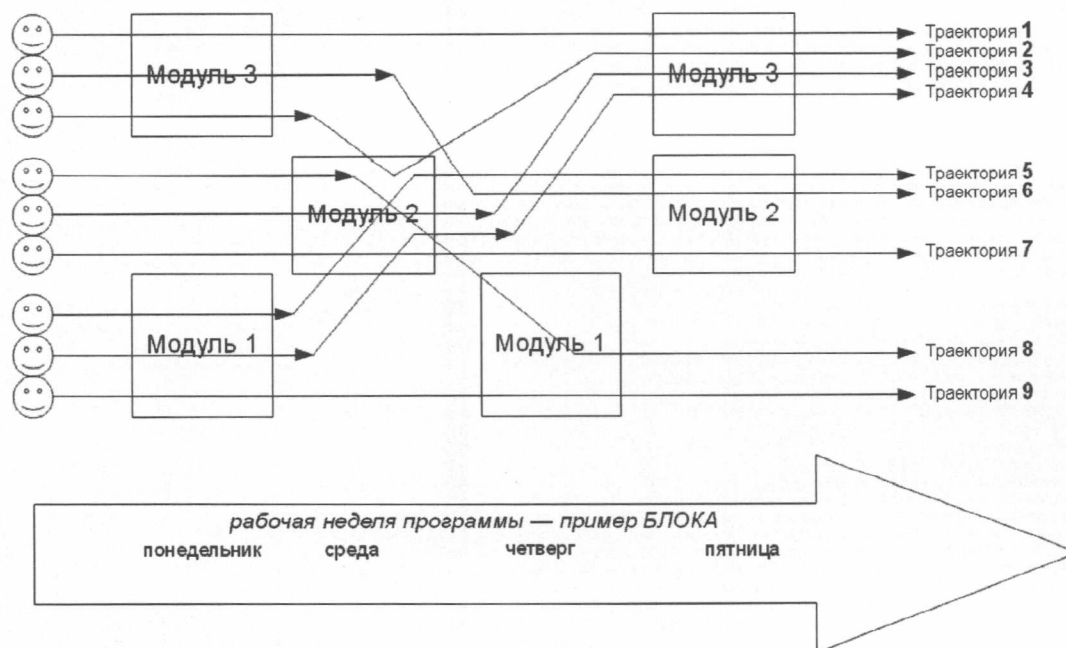 Траектория 1
Траектория 2
Модуль 3 Модуль 3 Траектория 3
Траектория 4
Траектория 5
Траектория 6
Модуль 2 Модуль 2
Траектория 7
Модуль 1 Модуль 1 Траектория 8
Траектория 9
рабочая неделя программы — пример БЛОКА
понедельник среда четверг пятница